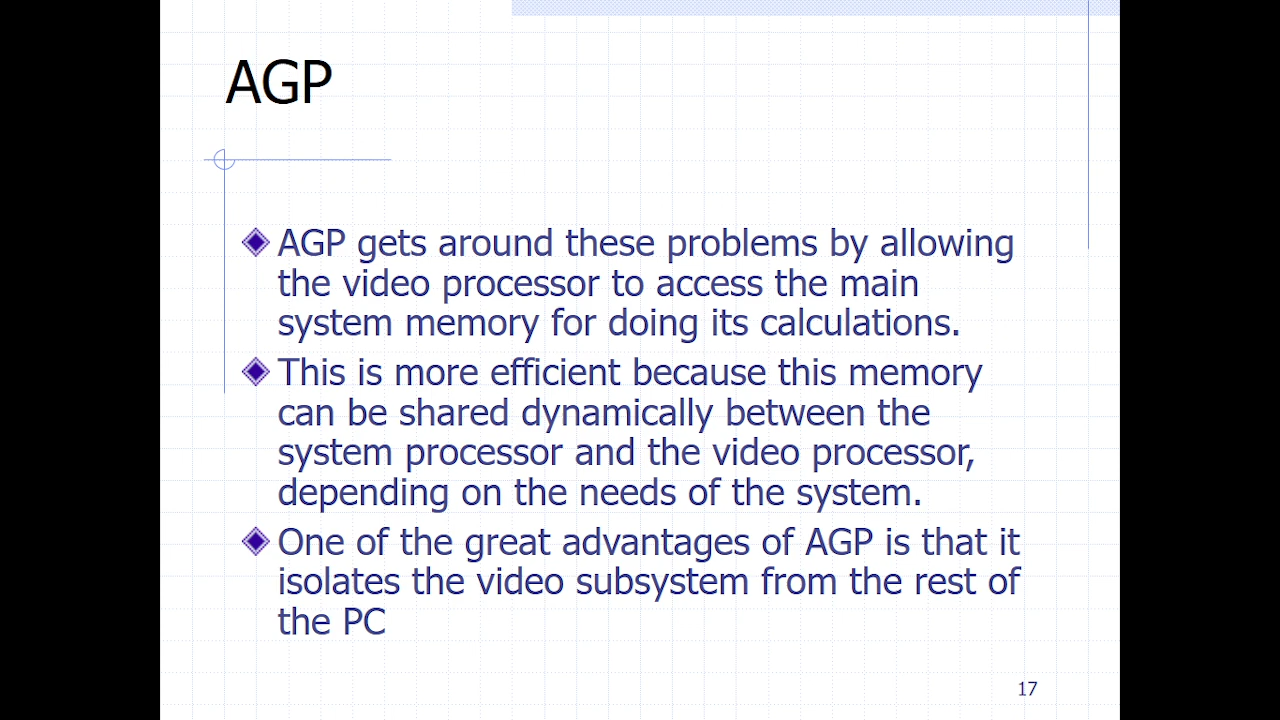 AGP
AGP gets around these problems by allowing
the video processor to access the main
system memory for doing its calculations.
This is more efficient because this memory
can be shared dynamically between the
system processor and the video processor,
depending on the needs of the system.
One of the great advantages of AGP is that it
isolates the video subsystem from the rest of
the PC
17